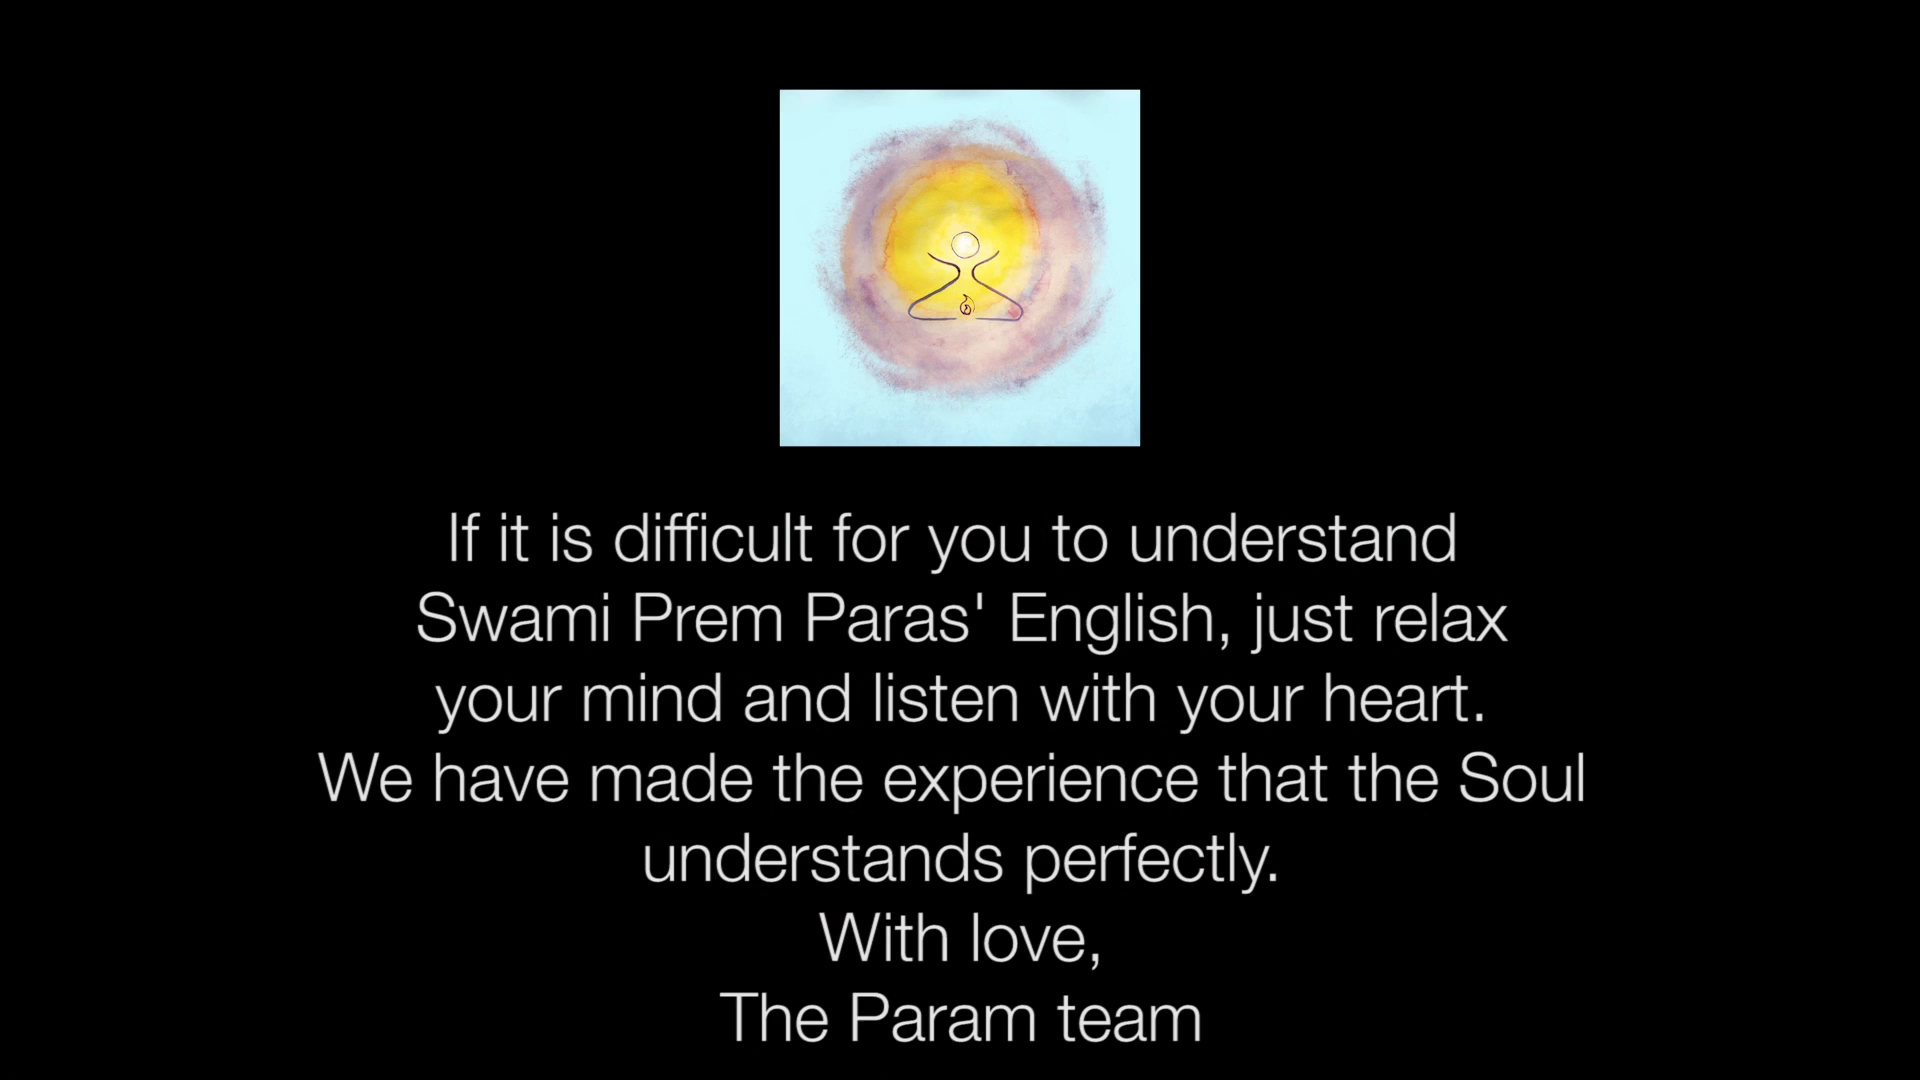 If it is difficult for you to understand
Swami Prem Paras' English, just relax
your mind and listen with your heart.
We have made the experience that the Soul
understands perfectly.
With love,
The Param team